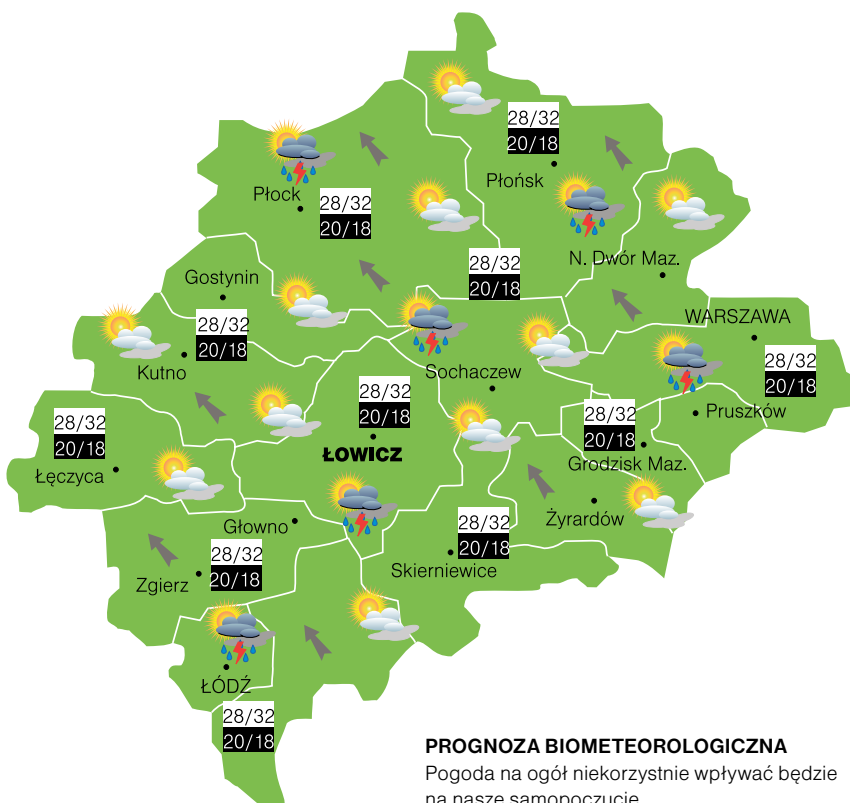 28/32
20/18
Płońsk
Płock
28/32
20/18
N. Dwór Maz.
28/32
20/18
Gostynin
28/32
20/18
Kutno
WARSZAWA
28/32
20/18
Sochaczew
28/32
20/18
ŁOWICZ
Pruszków
28/32
20/18
Grodzisk Maz.
28/32
20/18
Łęczyca
Żyrardów
Głowno
28/32
20/18
Skierniewice
28/32
20/18
Zgierz
ŁÓDŹ
28/32
20/18
PROGNOZA BIOMETEOROLOGICZNA
Pogoda na ogół niekorzystnie wpływać będzie
na nasze samopoczucie